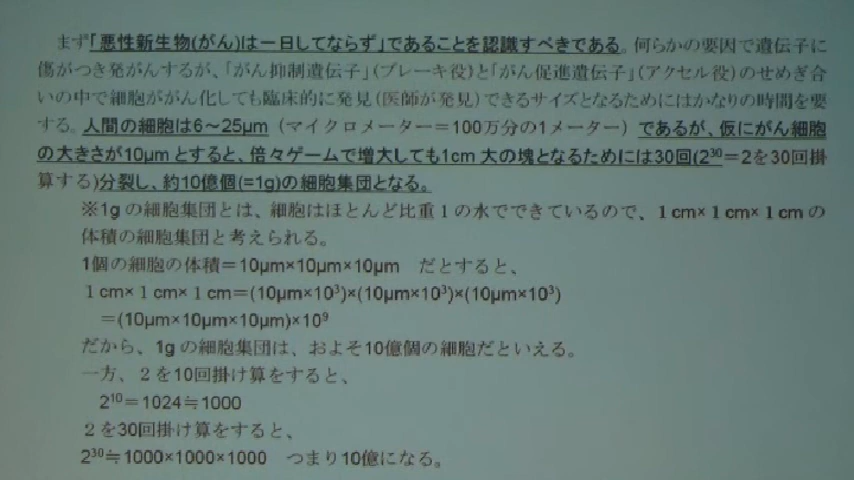 まず「悪性新生物(がん)は一日してならず」であることを認識すべきである。何らかの要因で遺伝子に
傷がつき発がんするが、「がん抑制遺伝子」(ブレーキ役)と「がん促進遺伝子」(アクセル役)のせめぎ合
いの中で細胞ががん化しても臨床的に発見(医師が発見)できるサイズとなるためにはかなりの時間を要
する。人間の細胞は6～25μm(マイクロメーター＝100万分の1メーター)であるが、仮にがん細胞
の大きさが10μmとすると、倍々ゲームで増大しても1cm大の塊となるためには30回(2³⁰＝2を30回掛
算する)分裂し、約10億個(=1g)の細胞集団となる。
※1gの細胞集団とは、細胞はほとんど比重１の水でできているので、１cm×１cm×１cmの
体積の細胞集団と考えられる。
1個の細胞の体積＝10μm×10μm×10μm　だとすると、
１cm×１cm×１cm＝(10μm×10³)×(10μm×10³)×(10μm×10³)
＝(10μm×10μm×10μm)×10⁹
だから、1gの細胞集団は、およそ10億個の細胞だといえる。
一方、２を10回掛け算をすると、
2¹⁰＝1024≒1000
２を30回掛け算をすると、
2³⁰≒1000×1000×1000　つまり10億になる。